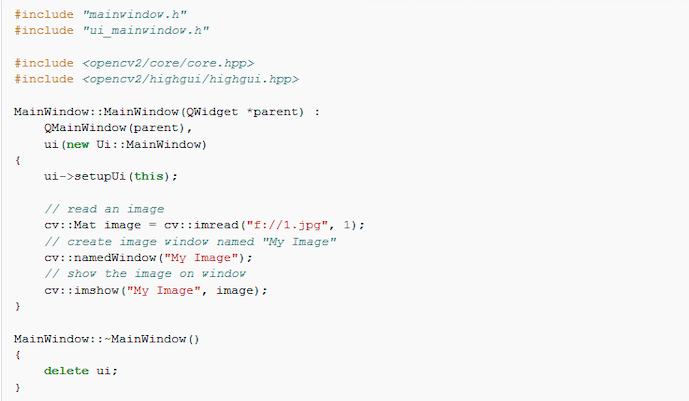 #include "mainwindow.h"
#include "ui_mainwindow.h"
#include <opencv2/core/core.hpp>
#include <opencv2/highgui/highgui.hpp>
MainWindow::MainWindow(QWidget *parent) :
    QMainWindow(parent),
    ui(new Ui::MainWindow)
{
    ui->setupUi(this);
    // read an image
    cv::Mat image = cv::imread("f://1.jpg", 1);
    // create image window named "My Image"
    cv::namedWindow("My Image");
    // show the image on window
    cv::imshow("My Image", image);
}
MainWindow::~MainWindow()
{
    delete ui;
}